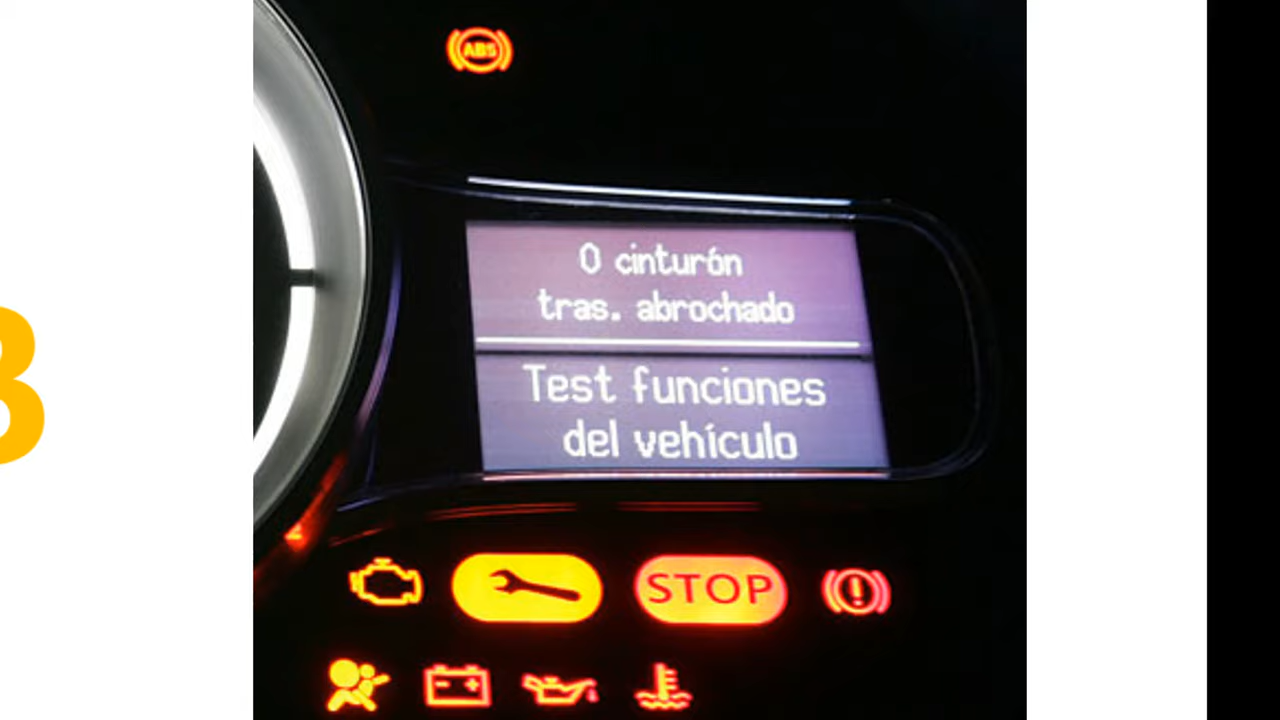 ABS
0 cinturón
tras. abrochado
Test funciones
del vehículo
STOP